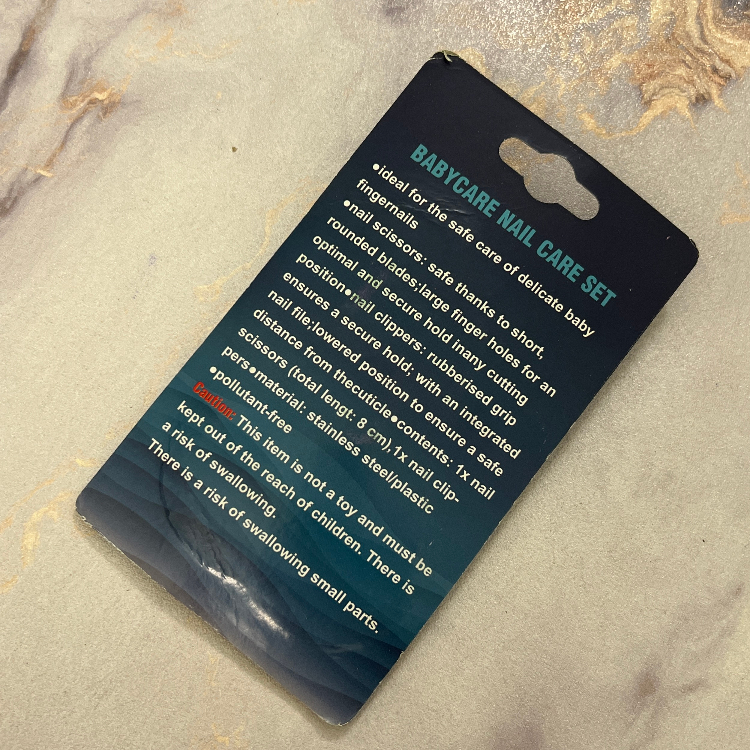 BABYCARE NAIL CARE SET
●ideal for the safe care of delicate baby
fingernails
●nail scissors: safe thanks to short,
rounded blades:large finger holes for an
optimal and secure hold inany cutting
position●nail clippers: rubberised grip
ensures a secure hold; with an integrated
nail file:lowered position to ensure a safe
distance from thecuticle●contents: 1x nail
scissors (total lengt: 8 cm),1x nail clip-
pers●material: stainless steel/plastic
●pollutant-free
Caution: This item is not a toy and must be
kept out of the reach of children. There is
a risk of swallowing.
There is a risk of swallowing small parts.